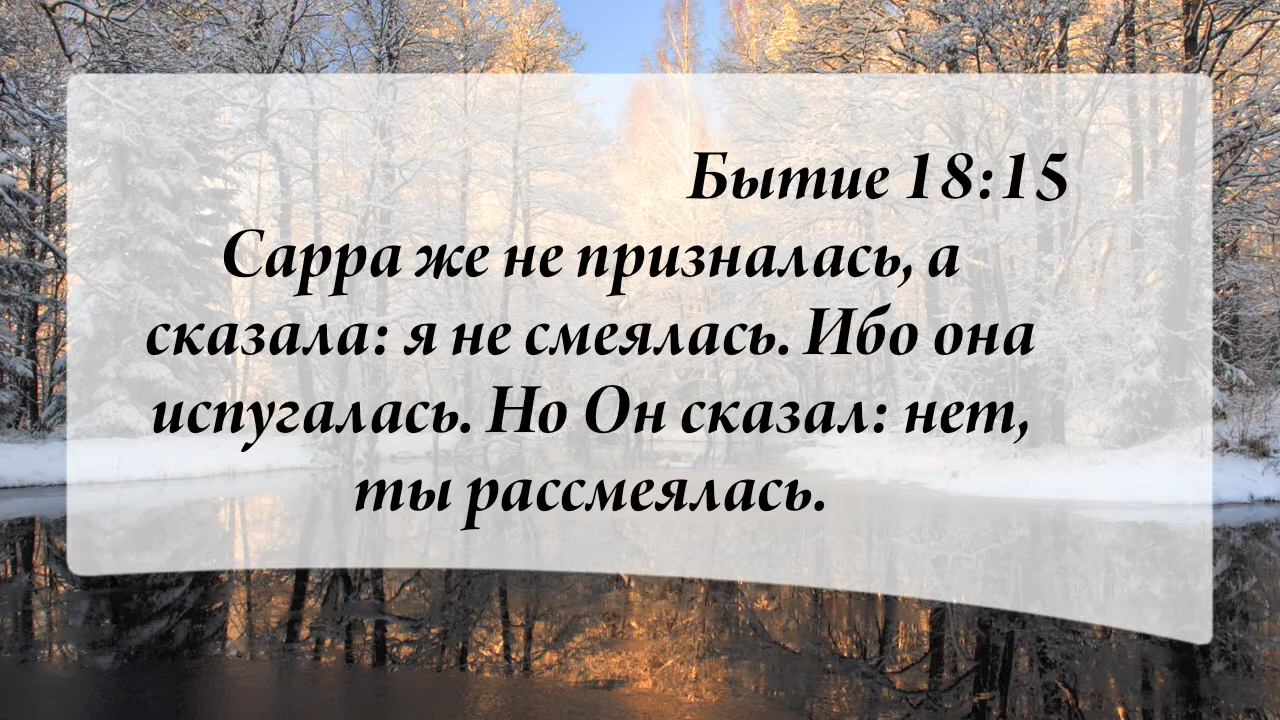 Бытие 18:15
Сарра же не призналась, а
сказала: я не смеялась. Ибо она
испугалась. Но Он сказал: нет,
ты рассмеялась.